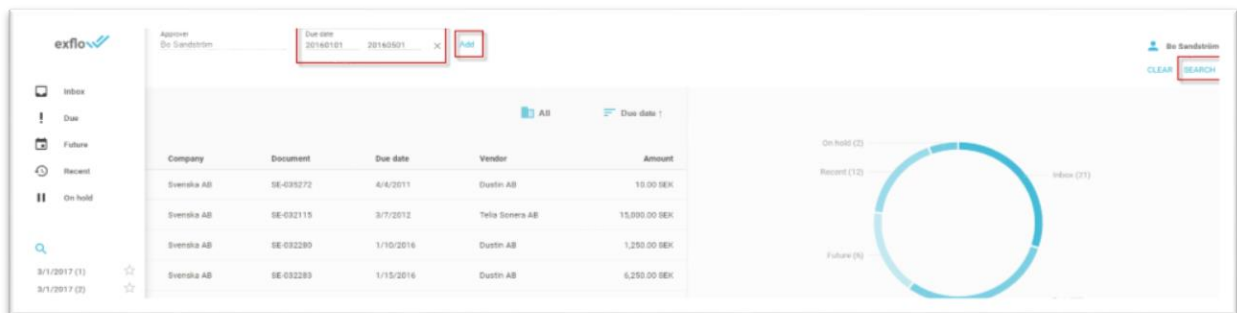 exflow
Approver
Bo Sandström
Due date
20160101 20160501 ×
Add
Bo Sandström
CLEAR SEARCH
Inbox
Due
Future
Recent
On hold
3/1/2017 (1)
3/1/2017 (2)
All Due date ↑
Company Document Due date Vendor Amount
Svenska AB SE-035272 4/4/2011 Dustin AB 10.00 SEK
Svenska AB SE-032115 3/7/2012 Telia Sonera AB 15,000.00 SEK
Svenska AB SE-032280 1/10/2016 Dustin AB 1,250.00 SEK
Svenska AB SE-032283 1/15/2016 Dustin AB 6,250.00 SEK
On hold (2)
Recent (12)
Inbox (21)
Future (6)